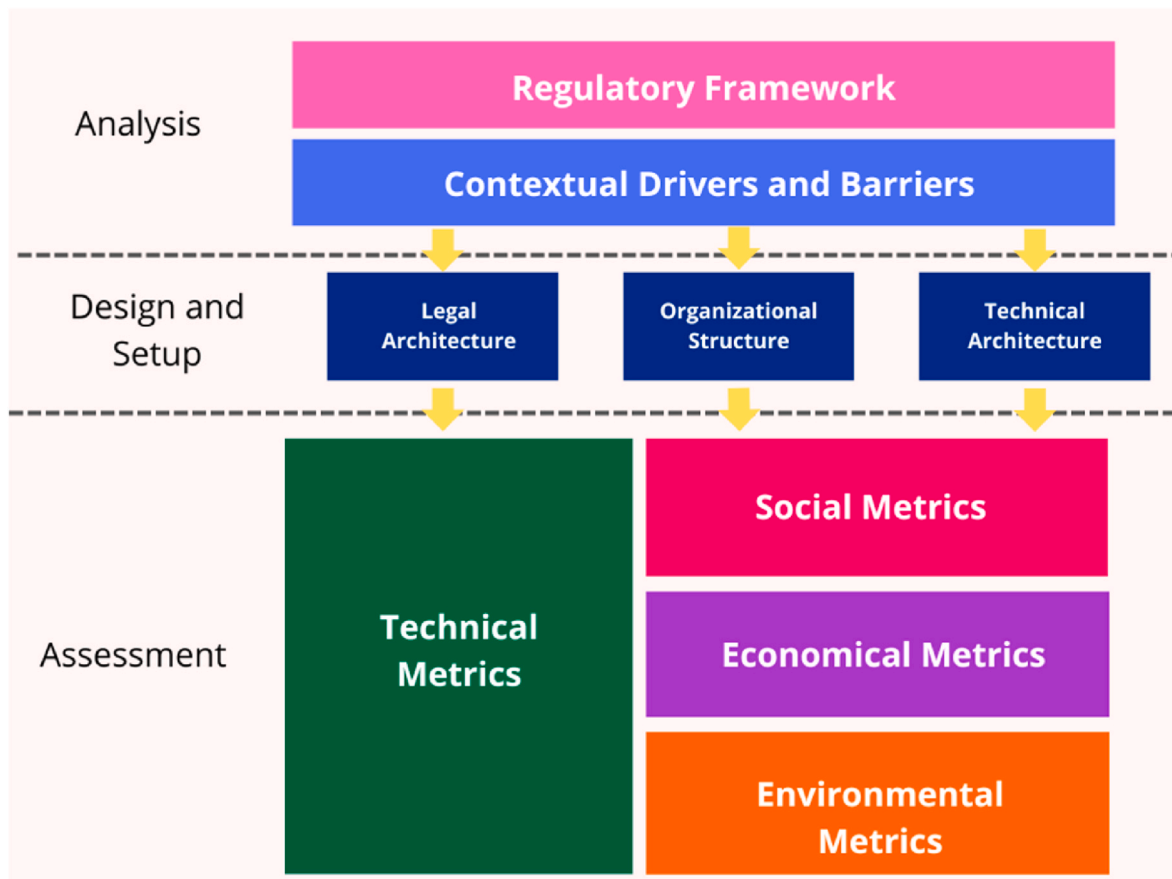 Regulatory Framework
Analysis
Contextual Drivers and Barriers
Design and
Setup
Legal
Architecture
Organizational
Structure
Technical
Architecture
Assessment
Technical
Metrics
Social Metrics
Economical Metrics
Environmental
Metrics